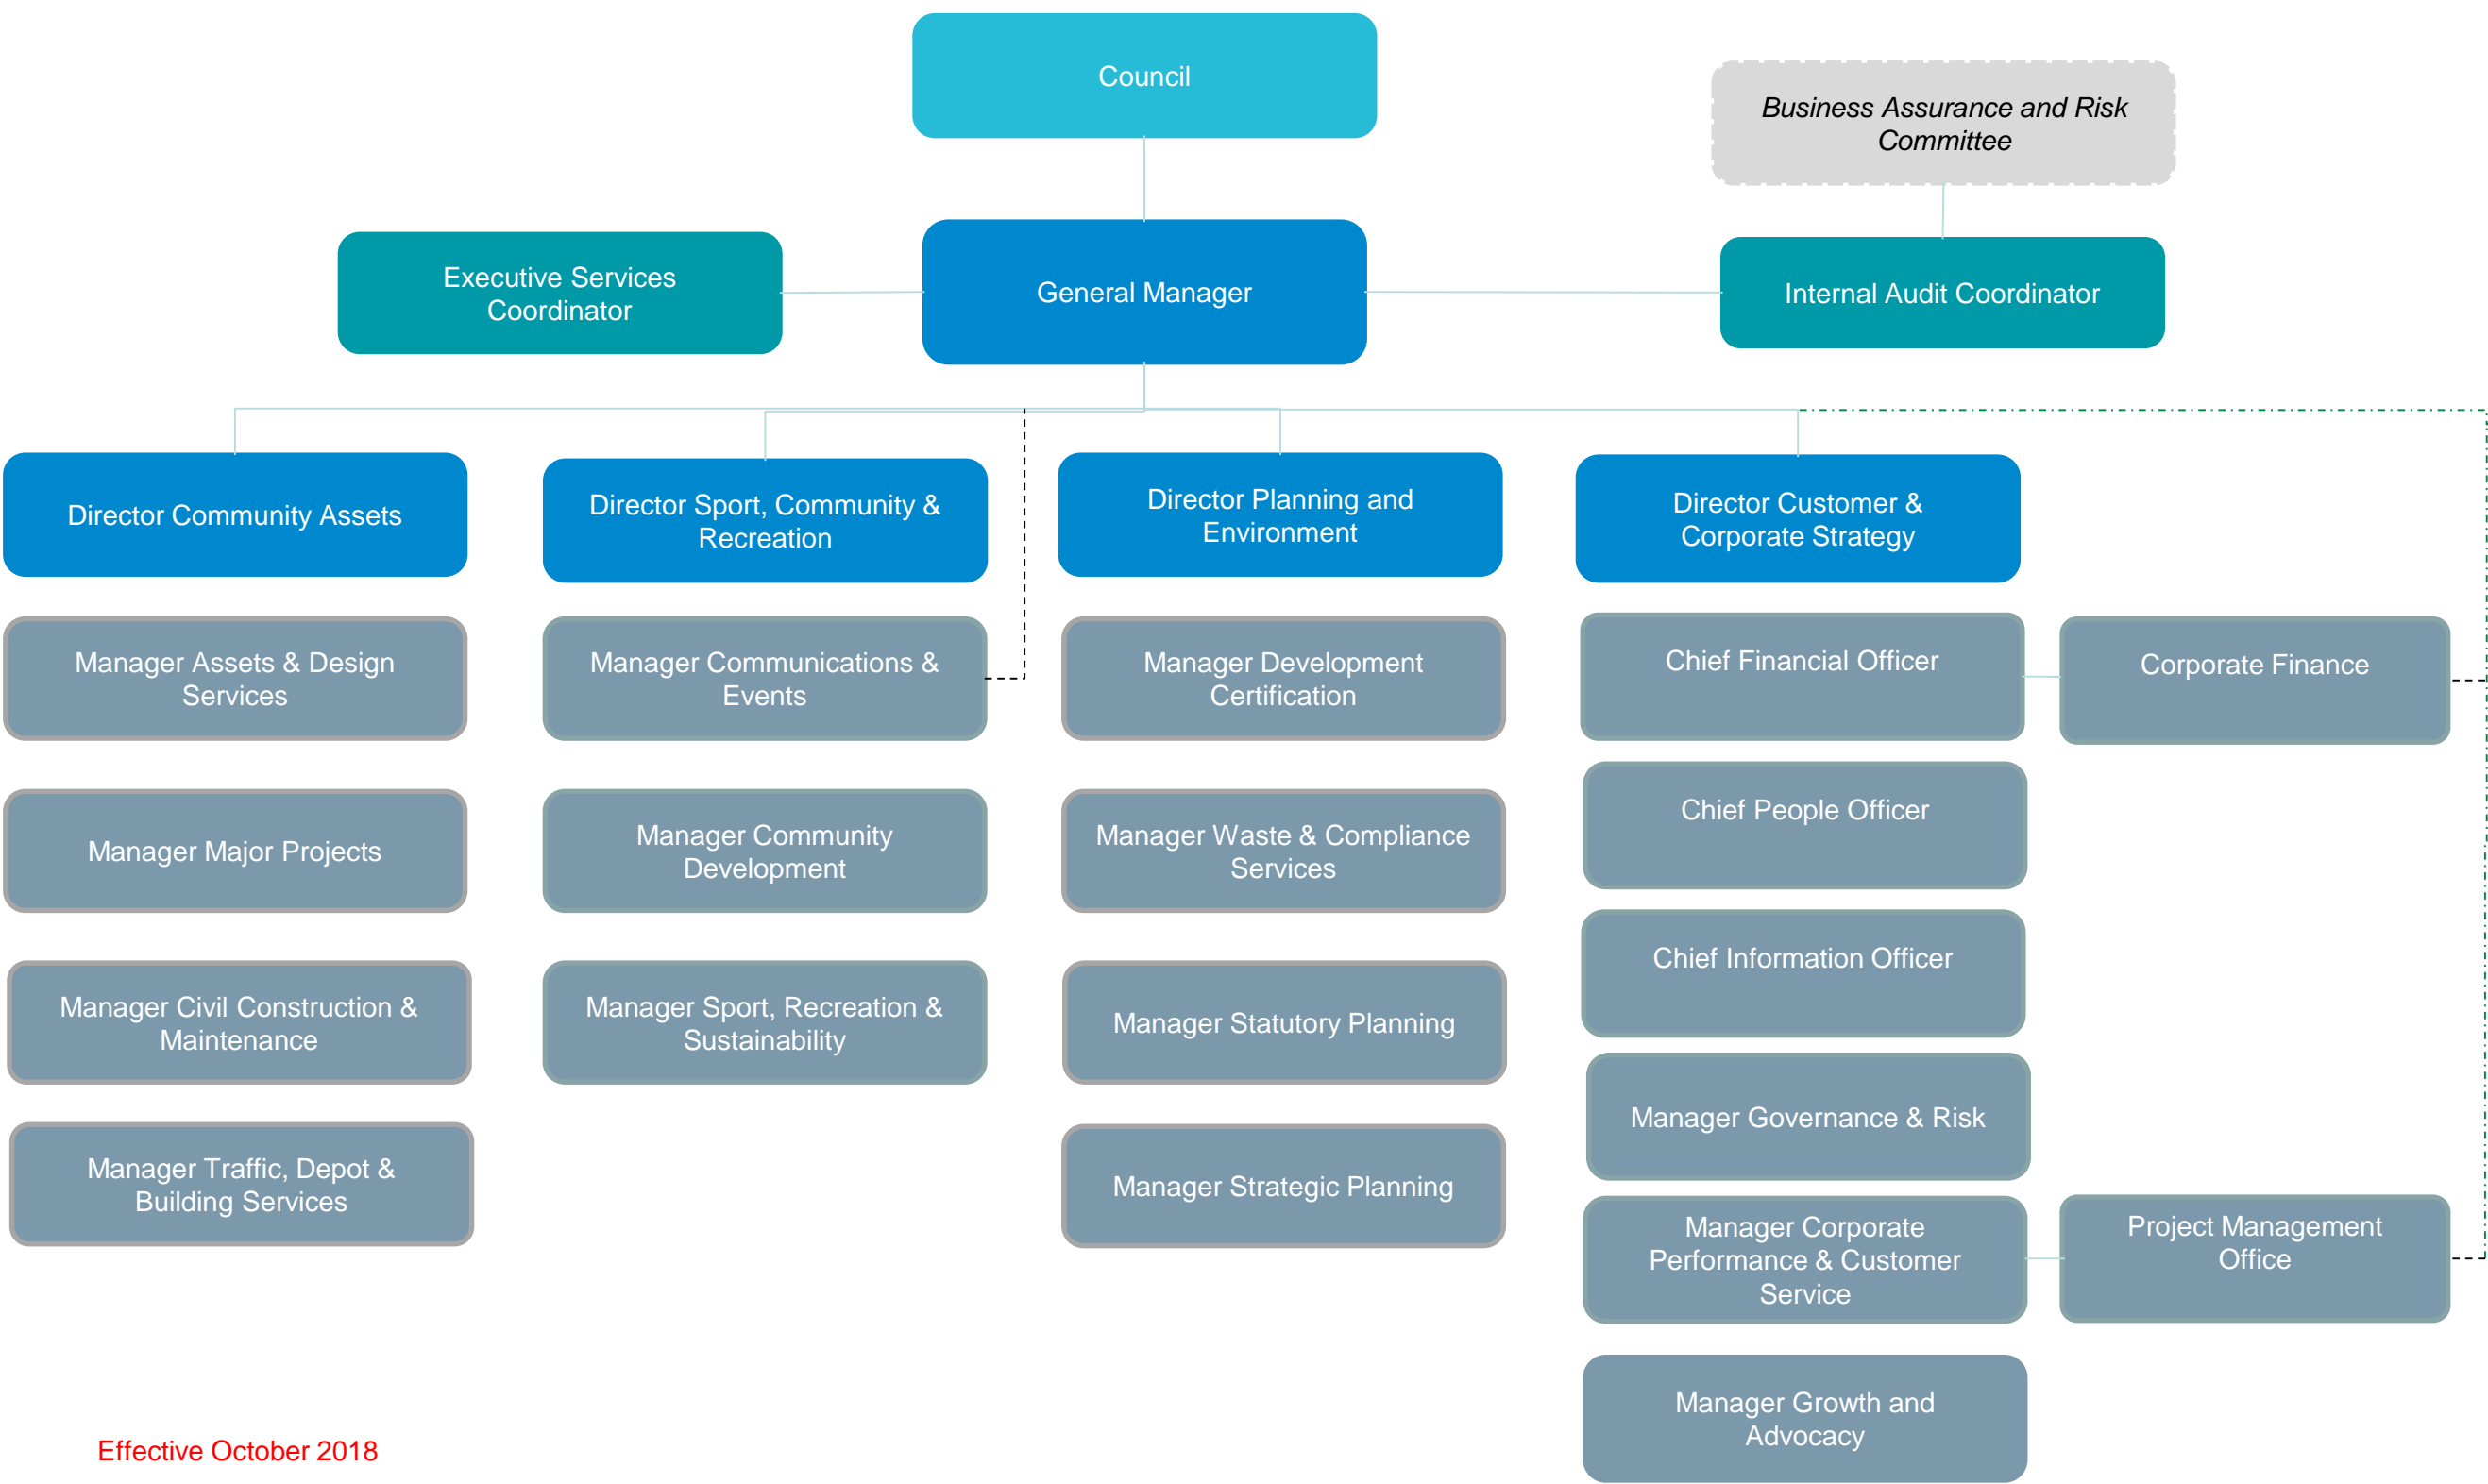 Council
Business Assurance and Risk
Committee
Executive Services
Coordinator
General Manager
Internal Audit Coordinator
Director Community Assets
Director Sport, Community &
Recreation
Director Planning and
Environment
Director Customer &
Corporate Strategy
Manager Assets & Design
Services
Manager Communications &
Events
Manager Development
Certification
Chief Financial Officer
Corporate Finance
Manager Major Projects
Manager Community
Development
Manager Waste & Compliance
Services
Chief People Officer
Manager Civil Construction &
Maintenance
Manager Sport, Recreation &
Sustainability
Manager Statutory Planning
Chief Information Officer
Manager Traffic, Depot &
Building Services
Manager Strategic Planning
Manager Governance & Risk
Manager Corporate
Performance & Customer
Service
Project Management
Office
Manager Growth and
Advocacy
Effective October 2018